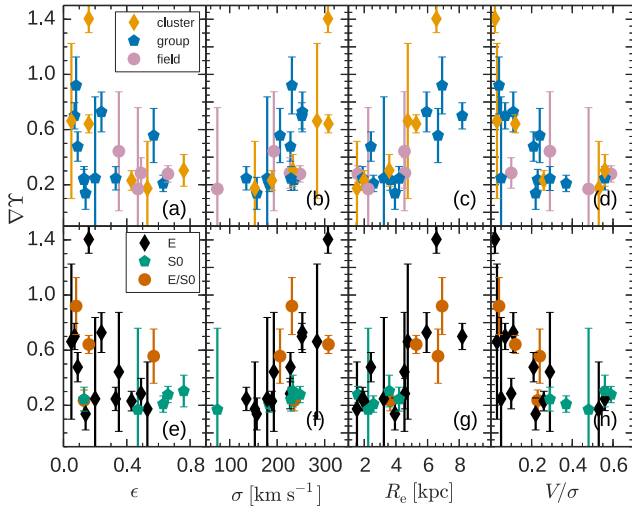 1.4
cluster
group
field
1.0
0.6
0.2
(a)
(b)
(c)
(d)
∇Υ
1.4
E
S0
E/S0
1.0
0.6
0.2
(e)
(f)
(g)
(h)
0.0 0.4 0.8 100 200 300 2 4 6 8 0.0 0.2 0.4 0.6
ϵ
σ [km s⁻¹]
Rₑ [kpc]
V/σ